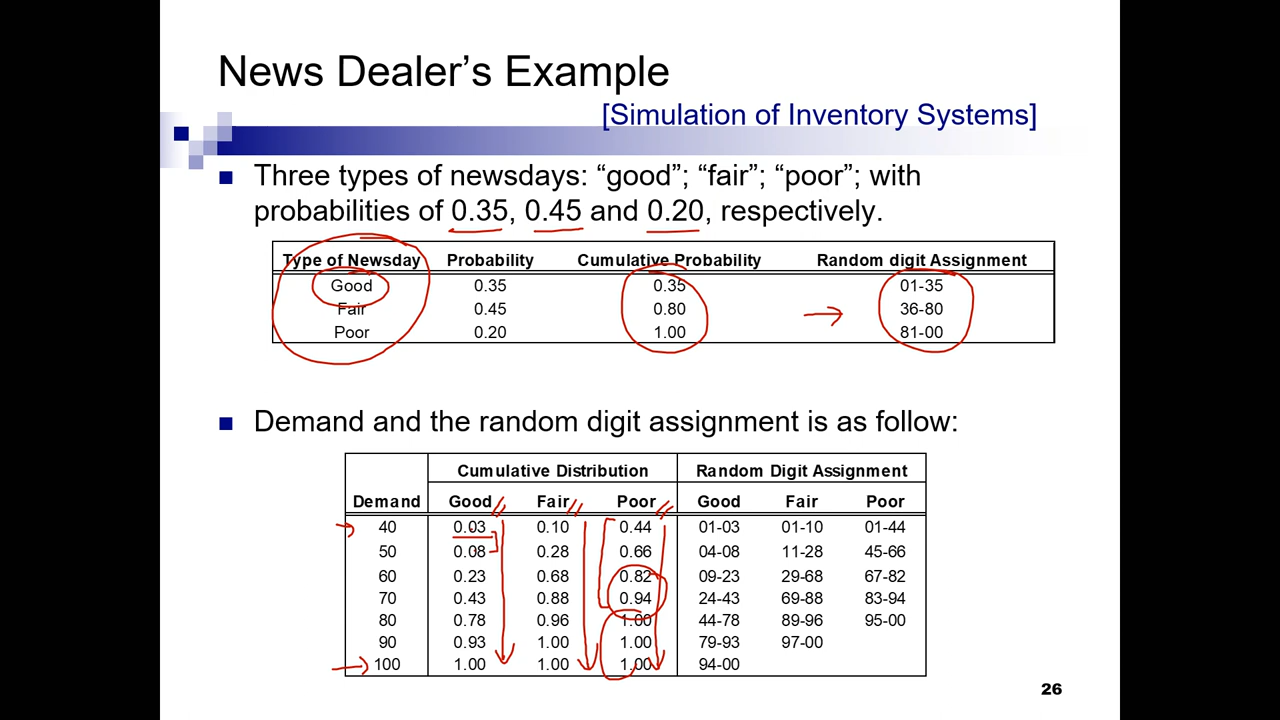 News Dealer's Example
[Simulation of Inventory Systems]
Three types of newsdays: “good”; “fair”; “poor”; with
probabilities of 0.35, 0.45 and 0.20, respectively.
Type of Newsday Probability Cumulative Probability Random digit Assignment
Good 0.35 0.35 01-35
Fair 0.45 0.80 36-80
Poor 0.20 1.00 81-00
Demand and the random digit assignment is as follow:
Cumulative Distribution Random Digit Assignment
Demand Good Fair Poor Good Fair Poor
40 0.03 0.10 0.44 01-03 01-10 01-44
50 0.08 0.28 0.66 04-08 11-28 45-66
60 0.23 0.68 0.82 09-23 29-68 67-82
70 0.43 0.88 0.94 24-43 69-88 83-94
80 0.78 0.96 1.00 44-78 89-96 95-00
90 0.93 1.00 1.00 79-93 97-00
100 1.00 1.00 1.00 94-00
26